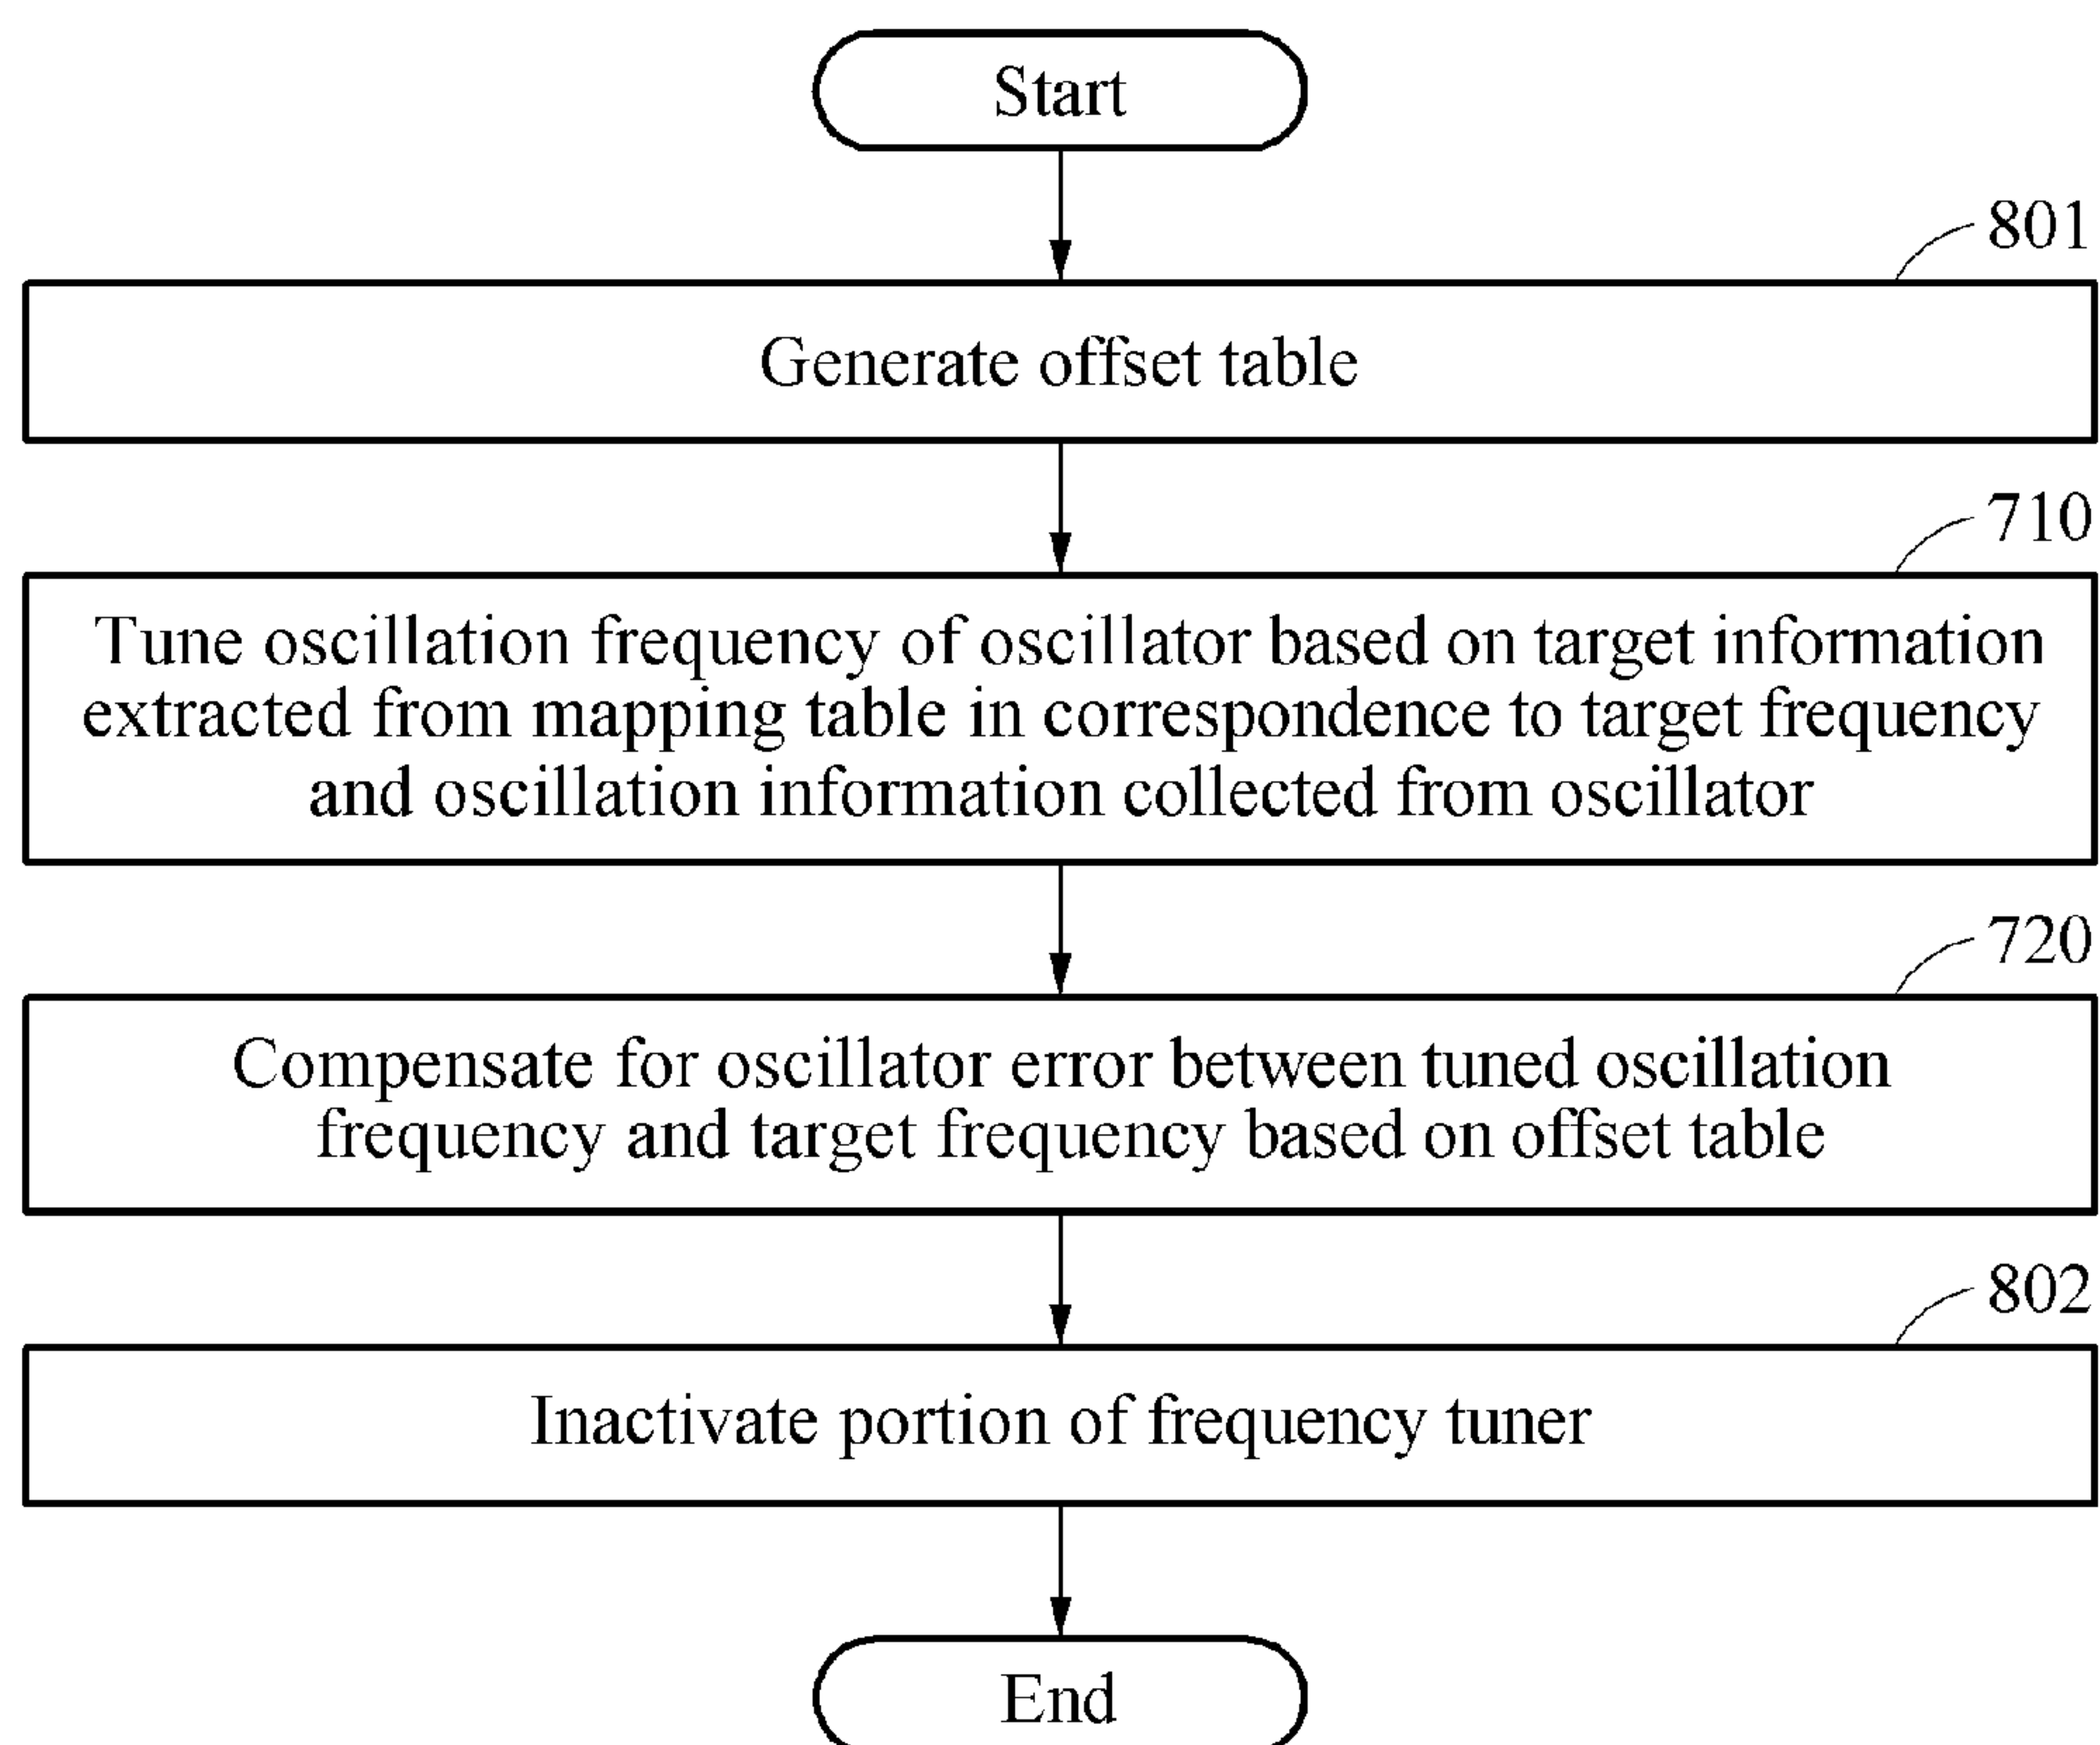 Start
801
Generate offset table
710
Tune oscillation frequency of oscillator based on target information
extracted from mapping table in correspondence to target frequency
and oscillation information collected from oscillator
720
Compensate for oscillator error between tuned oscillation
frequency and target frequency based on offset table
802
Inactivate portion of frequency tuner
End